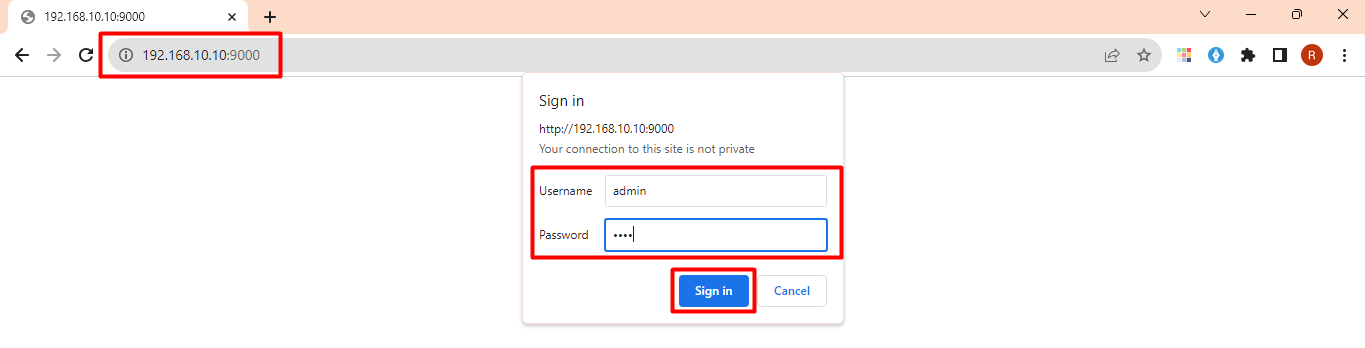 192.168.10.10:9000
192.168.10.10:9000
R
Sign in
http://192.168.10.10:9000
Your connection to this site is not private
Username admin
Password ••••
Sign in Cancel